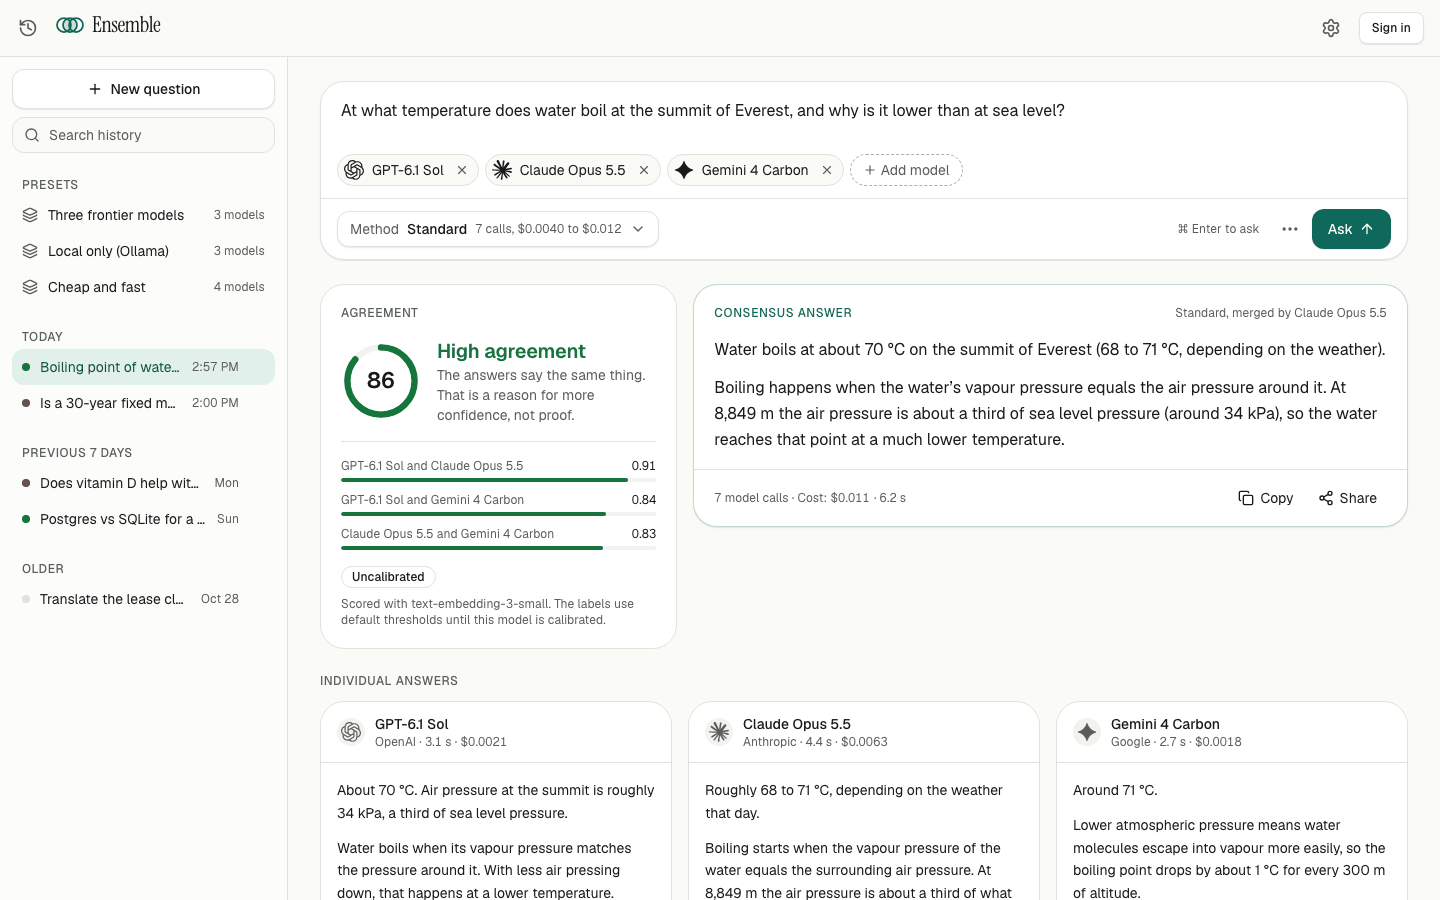 Ensemble
Sign in
New question
Search history
PRESETS
Three frontier models 3 models
Local only (Ollama) 3 models
Cheap and fast 4 models
TODAY
Boiling point of wate... 2:57 PM
Is a 30-year fixed m... 2:00 PM
PREVIOUS 7 DAYS
Does vitamin D help wit... Mon
Postgres vs SQLite for a ... Sun
OLDER
Translate the lease cl... Oct 28
At what temperature does water boil at the summit of Everest, and why is it lower than at sea level?
GPT-6.1 Sol × Claude Opus 5.5 × Gemini 4 Carbon × + Add model
Method Standard 7 calls, $0.0040 to $0.012
⌘ Enter to ask ··· Ask ↑
AGREEMENT
86
High agreement
The answers say the same thing.
That is a reason for more
confidence, not proof.
GPT-6.1 Sol and Claude Opus 5.5 0.91
GPT-6.1 Sol and Gemini 4 Carbon 0.84
Claude Opus 5.5 and Gemini 4 Carbon 0.83
Uncalibrated
Scored with text-embedding-3-small. The labels use
default thresholds until this model is calibrated.
CONSENSUS ANSWER Standard, merged by Claude Opus 5.5
Water boils at about 70 °C on the summit of Everest (68 to 71 °C, depending on the weather).
Boiling happens when the water’s vapour pressure equals the air pressure around it. At
8,849 m the air pressure is about a third of sea level pressure (around 34 kPa), so the water
reaches that point at a much lower temperature.
7 model calls · Cost: $0.011 · 6.2 s Copy Share
INDIVIDUAL ANSWERS
GPT-6.1 Sol
OpenAI · 3.1 s · $0.0021
About 70 °C. Air pressure at the summit is roughly
34 kPa, a third of sea level pressure.
Water boils when its vapour pressure matches
the pressure around it. With less air pressing
down, that happens at a lower temperature.
Claude Opus 5.5
Anthropic · 4.4 s · $0.0063
Roughly 68 to 71 °C, depending on the weather
that day.
Boiling starts when the vapour pressure of the
water equals the surrounding air pressure. At
8,849 m the air pressure is about a third of what
Gemini 4 Carbon
Google · 2.7 s · $0.0018
Around 71 °C.
Lower atmospheric pressure means water
molecules escape into vapour more easily, so the
boiling point drops by about 1 °C for every 300 m
of altitude.